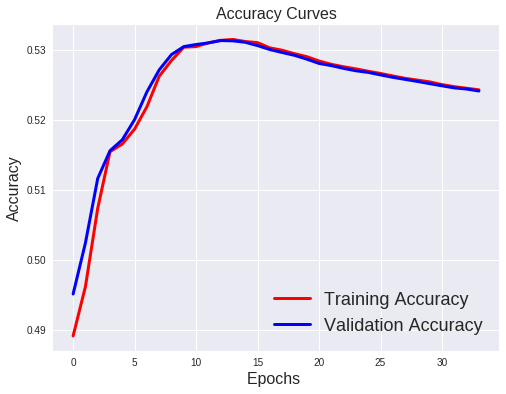 Accuracy Curves
Accuracy
0.53
0.52
0.51
0.50
0.49
Training Accuracy
Validation Accuracy
0 5 10 15 20 25 30
Epochs